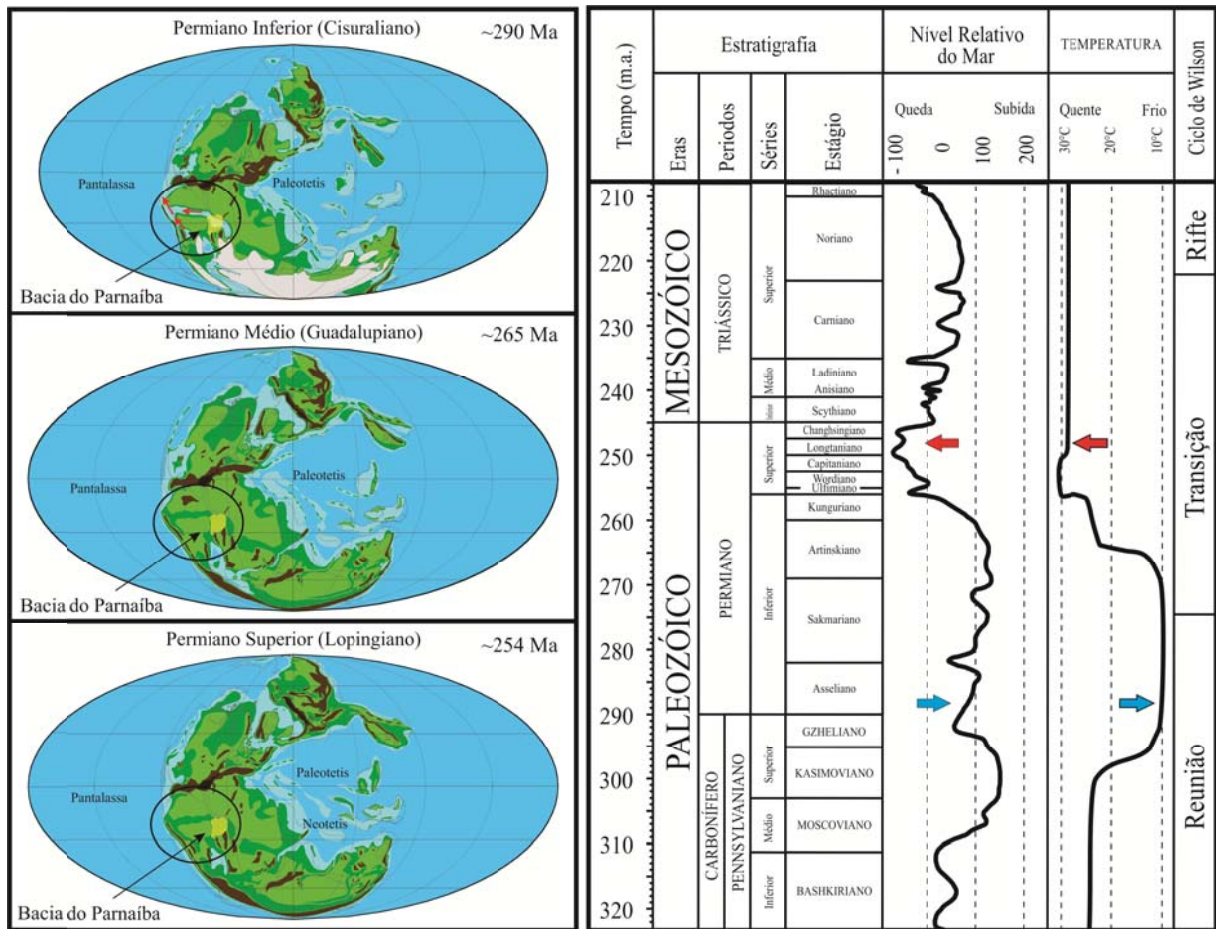 Permiano Inferior (Cisuraliano)
~290 Ma
Pantalassa
Paleotetis
Bacia do Parnaíba
Permiano Médio (Guadalupiano)
~265 Ma
Pantalassa
Paleotetis
Bacia do Parnaíba
Permiano Superior (Lopingiano)
~254 Ma
Pantalassa
Paleotetis
Neotetis
Bacia do Parnaíba
Tempo (m.a.)
Estratigrafia
Eras
Periodos
Séries
Estágio
Nível Relativo
do Mar
Queda
Subida
- 100
0
100
200
TEMPERATURA
Quente
Frio
30°C
20°C
10°C
Ciclo de Wilson
210
220
230
240
250
260
270
280
290
300
310
320
MESOZÓICO
PALEOZÓICO
TRIÁSSICO
PERMIANO
CARBONÍFERO
PENNSYLVANIANO
Superior
Médio
Superior
Inferior
Superior
Médio
Inferior
Rhaetiano
Noriano
Carniano
Ladiniano
Anisiano
Scythiano
Changhsingiano
Longtaniano
Capitaniano
Wordiano
Ufimiano
Kunguriano
Artinskiano
Sakmariano
Asseliano
GZHELIANO
KASIMOVIANO
MOSCOVIANO
BASHKIRIANO
Rifte
Transição
Reunião